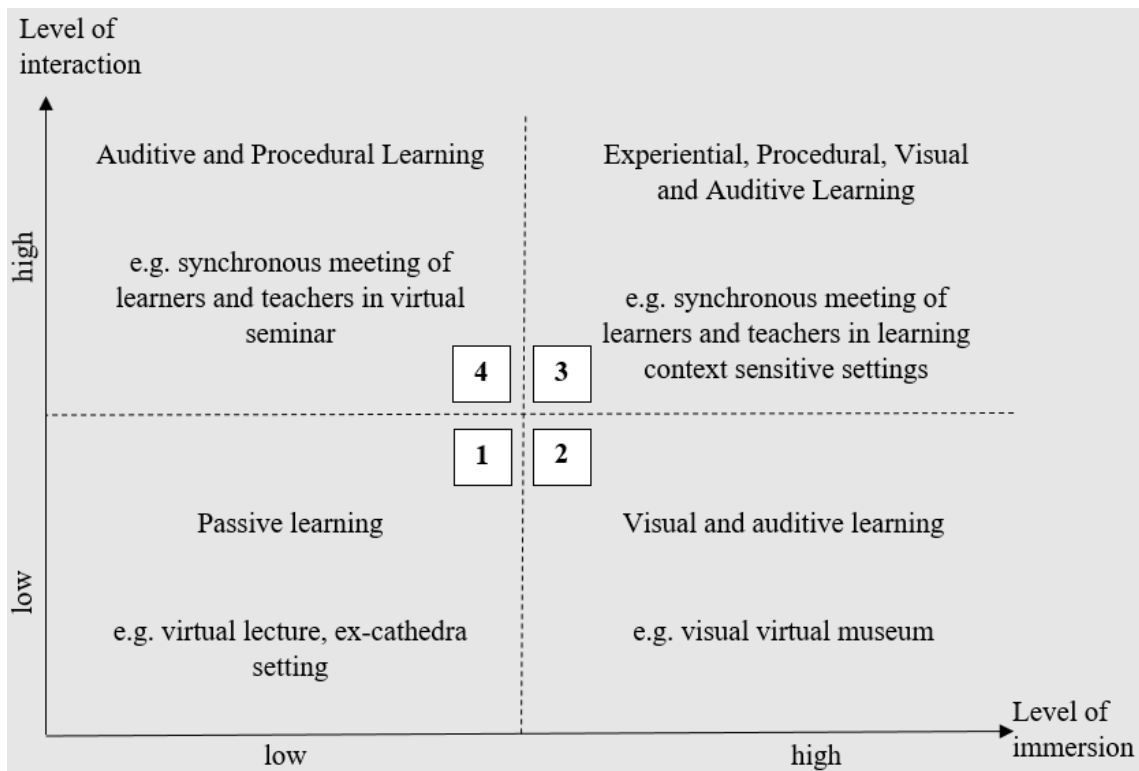 Level of
interaction
Auditive and Procedural Learning
e.g. synchronous meeting of
learners and teachers in virtual
seminar
Experiential, Procedural, Visual
and Auditive Learning
e.g. synchronous meeting of
learners and teachers in learning
context sensitive settings
high
4
3
1
2
Passive learning
e.g. virtual lecture, ex-cathedra
setting
Visual and auditive learning
e.g. visual virtual museum
low
low
high
Level of
immersion